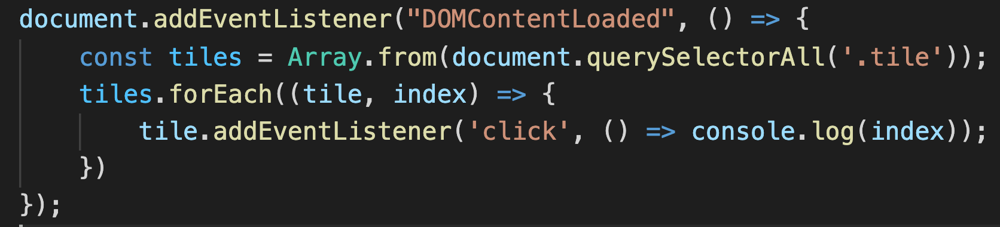 document.addEventListener("DOMContentLoaded", () => {
    const tiles = Array.from(document.querySelectorAll('.tile'));
    tiles.forEach((tile, index) => {
        tile.addEventListener('click', () => console.log(index));
    })
});